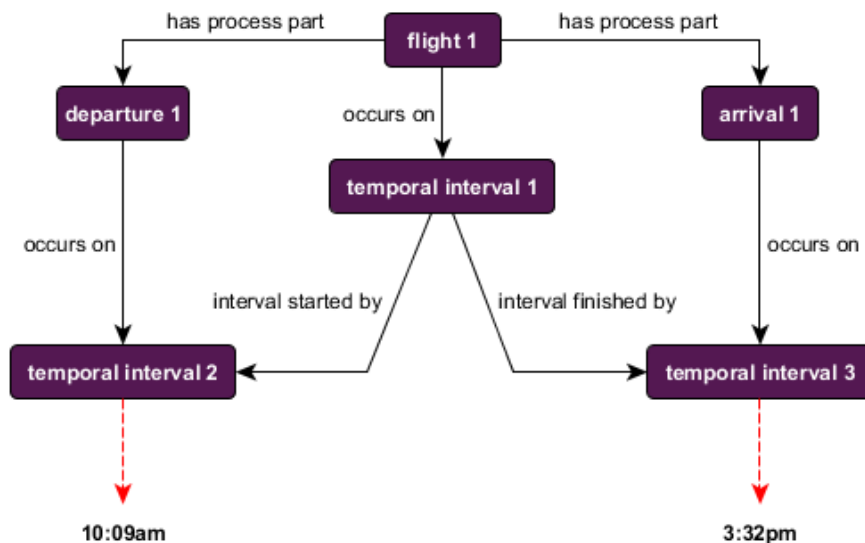 has process part
flight 1
has process part
departure 1
occurs on
arrival 1
temporal interval 1
occurs on
occurs on
interval started by
interval finished by
temporal interval 2
temporal interval 3
10:09am
3:32pm